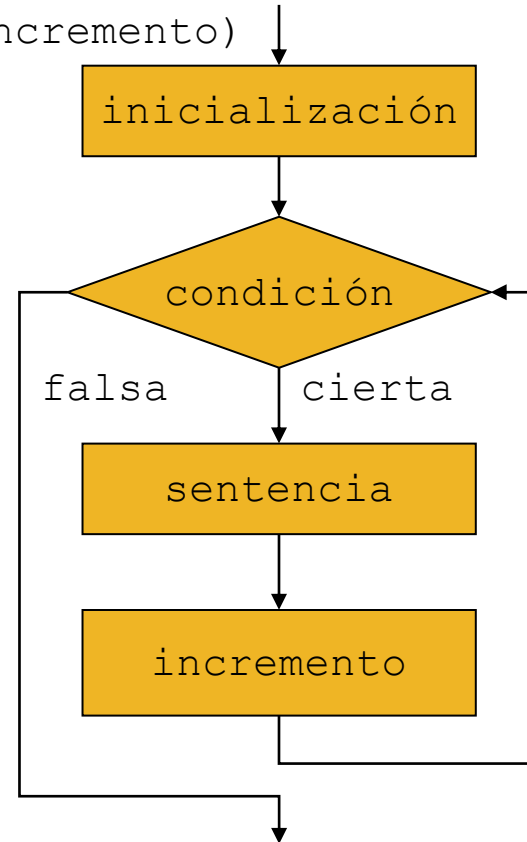 ncremento)
inicialización
condición
falsa cierta
sentencia
incremento